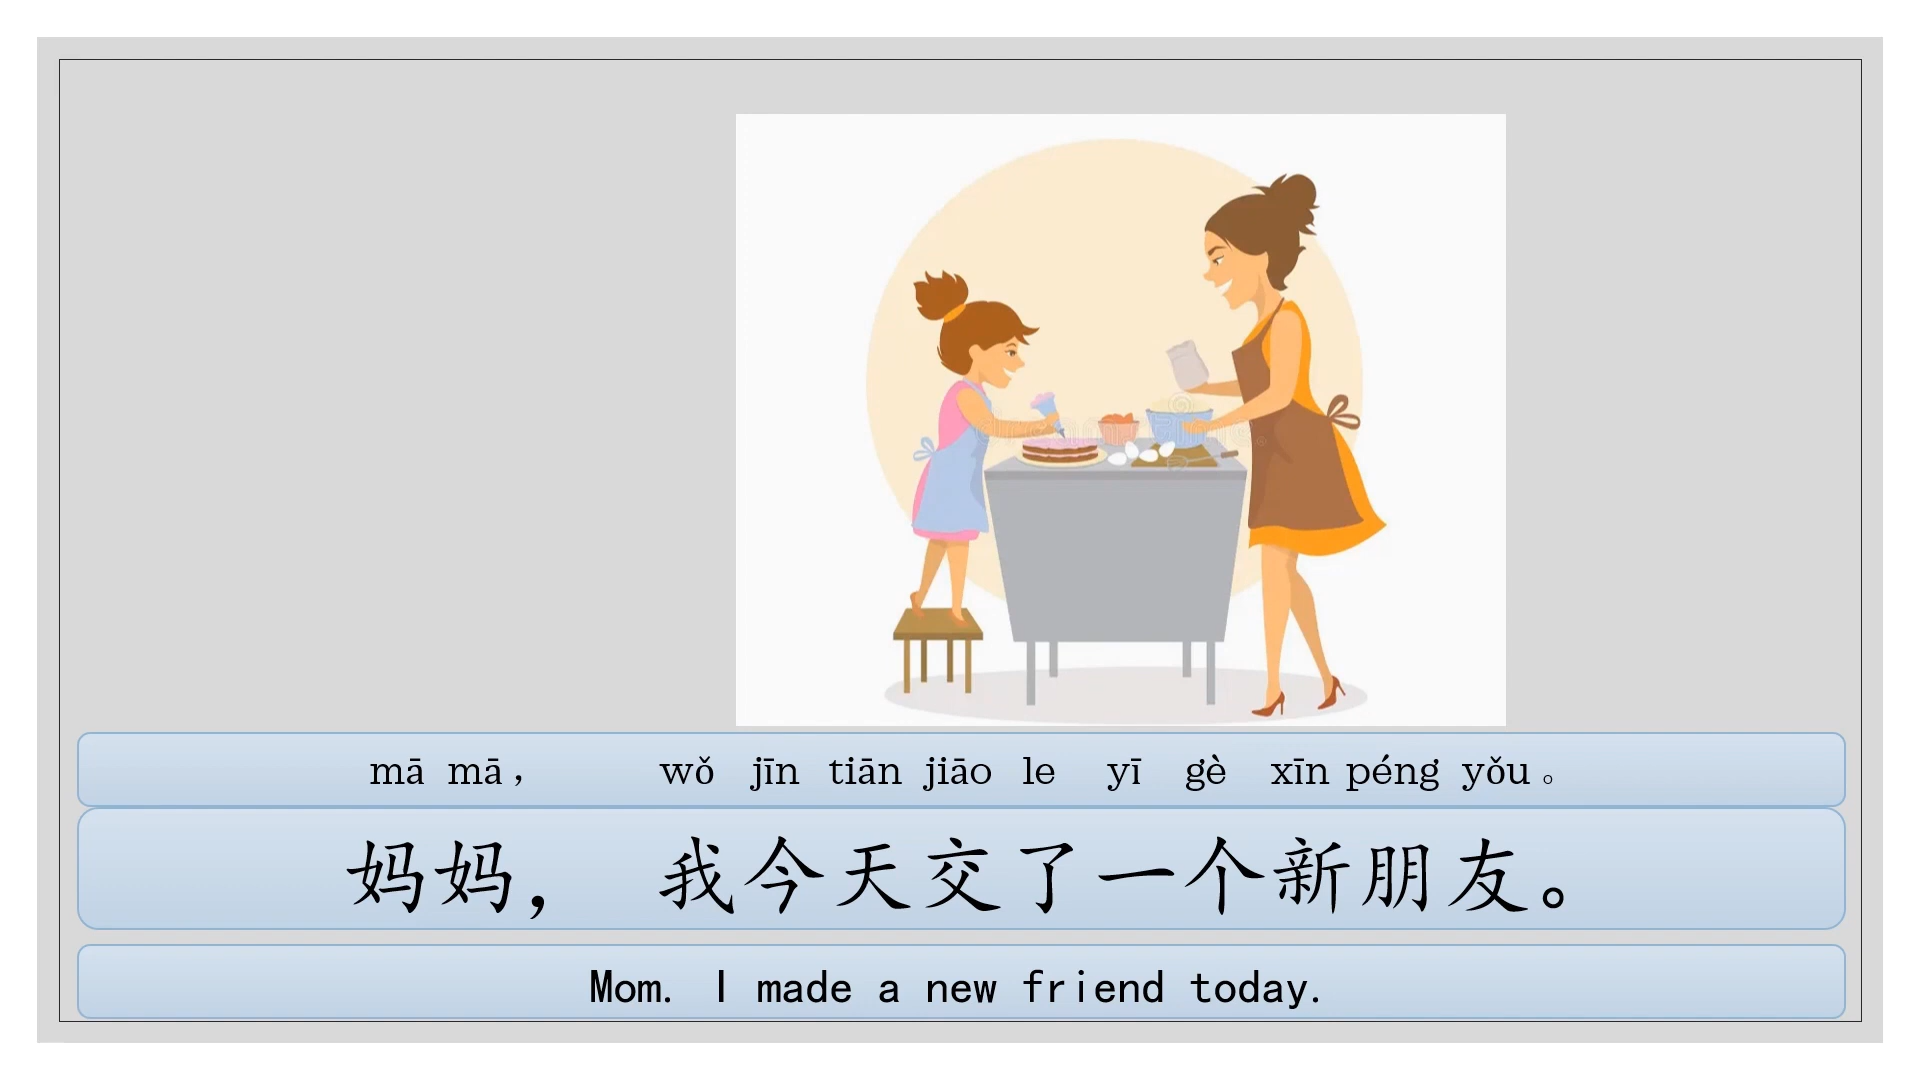 mā mā， wǒ jīn tiān jiāo le yī gè xīn péng yǒu。
妈妈， 我今天交了一个新朋友。
Mom. I made a new friend today.